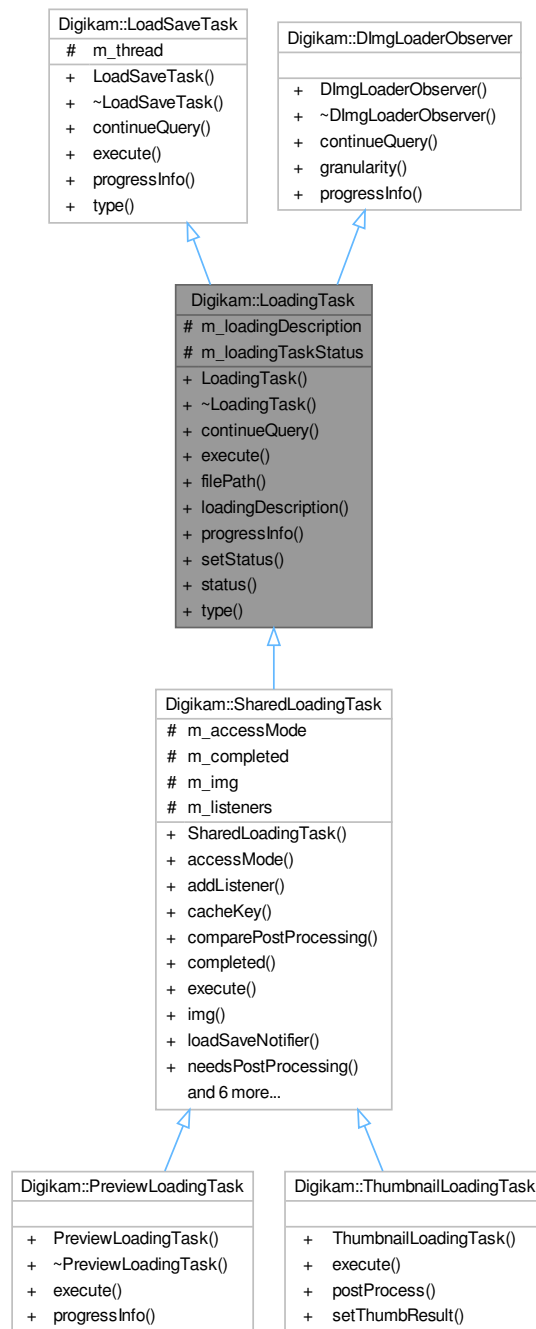 Digikam::LoadSaveTask
# m_thread
+ LoadSaveTask()
+ ~LoadSaveTask()
+ continueQuery()
+ execute()
+ progressInfo()
+ type()
Digikam::DImgLoaderObserver
+ DImgLoaderObserver()
+ ~DImgLoaderObserver()
+ continueQuery()
+ granularity()
+ progressInfo()
Digikam::LoadingTask
# m_loadingDescription
# m_loadingTaskStatus
+ LoadingTask()
+ ~LoadingTask()
+ continueQuery()
+ execute()
+ filePath()
+ loadingDescription()
+ progressInfo()
+ setStatus()
+ status()
+ type()
Digikam::SharedLoadingTask
# m_accessMode
# m_completed
# m_img
# m_listeners
+ SharedLoadingTask()
+ accessMode()
+ addListener()
+ cacheKey()
+ comparePostProcessing()
+ completed()
+ execute()
+ img()
+ loadSaveNotifier()
+ needsPostProcessing()
and 6 more...
Digikam::PreviewLoadingTask
+ PreviewLoadingTask()
+ ~PreviewLoadingTask()
+ execute()
+ progressInfo()
Digikam::ThumbnailLoadingTask
+ ThumbnailLoadingTask()
+ execute()
+ postProcess()
+ setThumbResult()